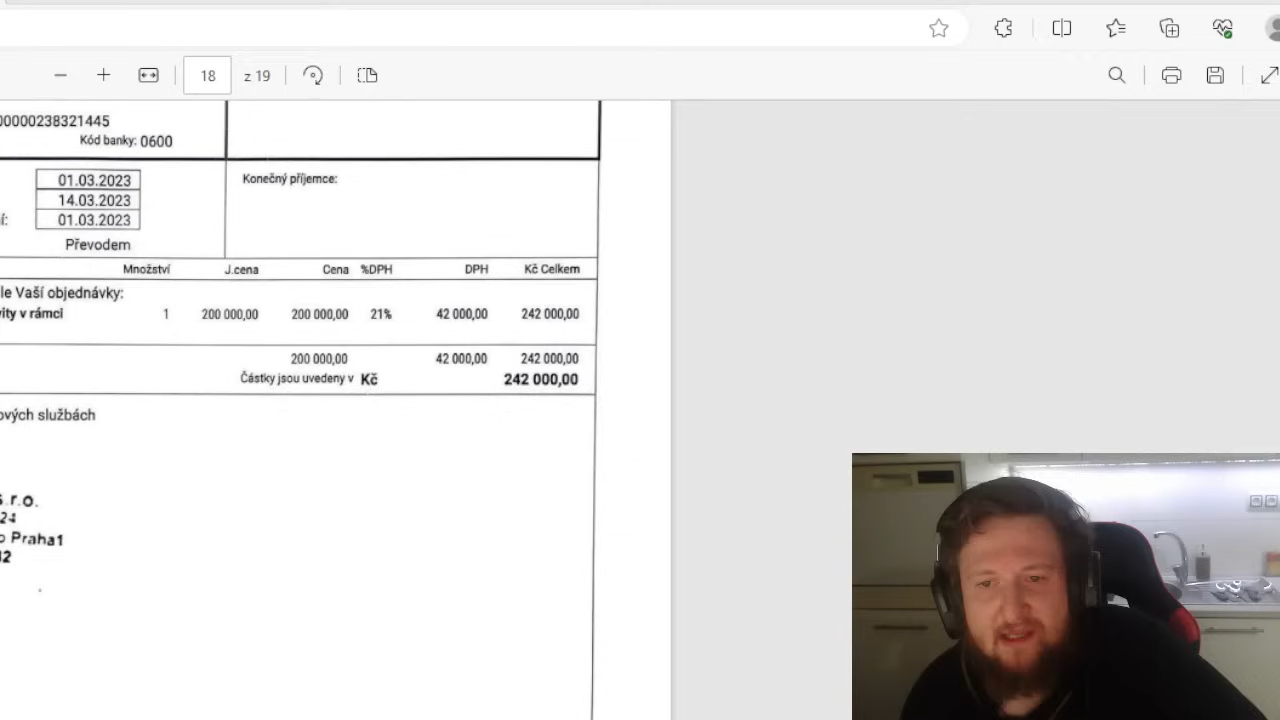 18 z 19
00000238321445
Kód banky: 0600
01.03.2023
Konečný příjemce:
14.03.2023
01.03.2023
Převodem
Množství J.cena Cena %DPH DPH Kč Celkem
le Vaší objednávky:
vity v rámci 1 200 000,00 200 000,00 21% 42 000,00 242 000,00
200 000,00 42 000,00 242 000,00
Částky jsou uvedeny v Kč 242 000,00
ových službách
s.r.o.
24
o Praha1
12